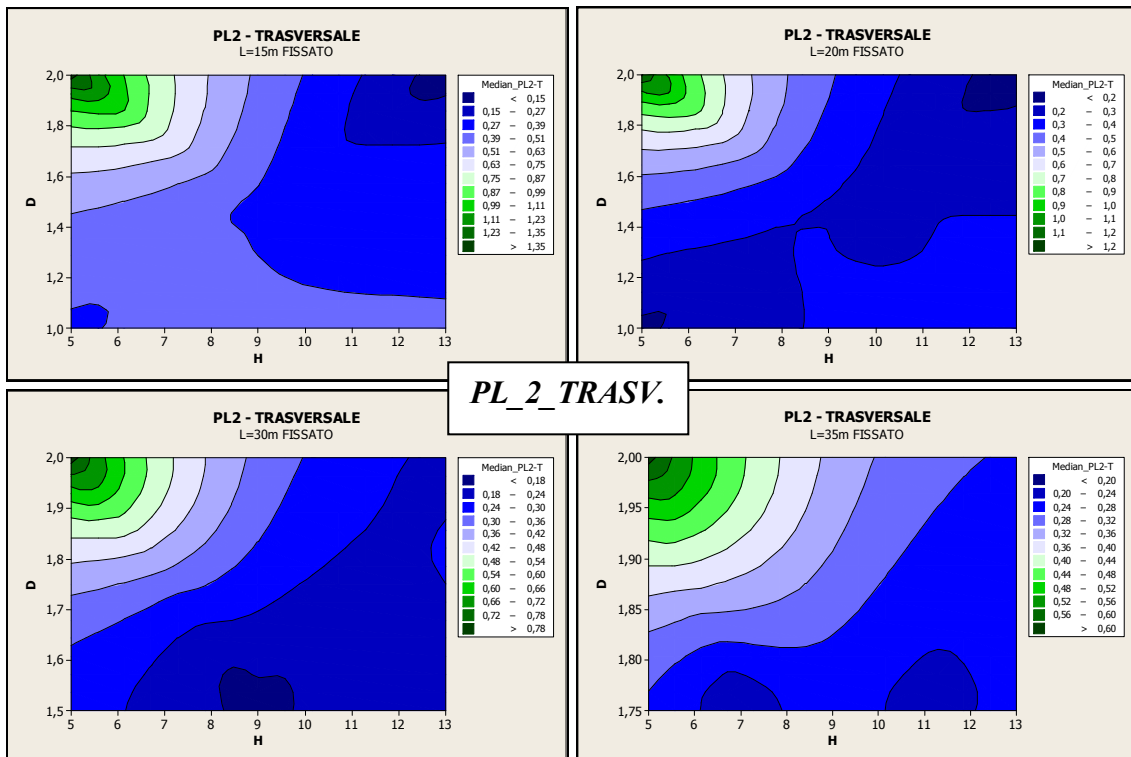 PL2 - TRASVERSALE
L=15m FISSATO
2,0
1,8
1,6
1,4
1,2
1,0
D
5 6 7 8 9 10 11 12 13
H
Median_PL2-T
< 0,15
0,15 – 0,27
0,27 – 0,39
0,39 – 0,51
0,51 – 0,63
0,63 – 0,75
0,75 – 0,87
0,87 – 0,99
0,99 – 1,11
1,11 – 1,23
1,23 – 1,35
> 1,35
PL2 - TRASVERSALE
L=20m FISSATO
2,0
1,8
1,6
1,4
1,2
1,0
D
5 6 7 8 9 10 11 12 13
H
Median_PL2-T
< 0,2
0,2 – 0,3
0,3 – 0,4
0,4 – 0,5
0,5 – 0,6
0,6 – 0,7
0,7 – 0,8
0,8 – 0,9
0,9 – 1,0
1,0 – 1,1
1,1 – 1,2
> 1,2
PL_2_TRASV.
PL2 - TRASVERSALE
L=30m FISSATO
2,0
1,9
1,8
1,7
1,6
1,5
D
5 6 7 8 9 10 11 12 13
H
Median_PL2-T
< 0,18
0,18 – 0,24
0,24 – 0,30
0,30 – 0,36
0,36 – 0,42
0,42 – 0,48
0,48 – 0,54
0,54 – 0,60
0,60 – 0,66
0,66 – 0,72
0,72 – 0,78
> 0,78
PL2 - TRASVERSALE
L=35m FISSATO
2,00
1,95
1,90
1,85
1,80
1,75
D
5 6 7 8 9 10 11 12 13
H
Median_PL2-T
< 0,20
0,20 – 0,24
0,24 – 0,28
0,28 – 0,32
0,32 – 0,36
0,36 – 0,40
0,40 – 0,44
0,44 – 0,48
0,48 – 0,52
0,52 – 0,56
0,56 – 0,60
> 0,60